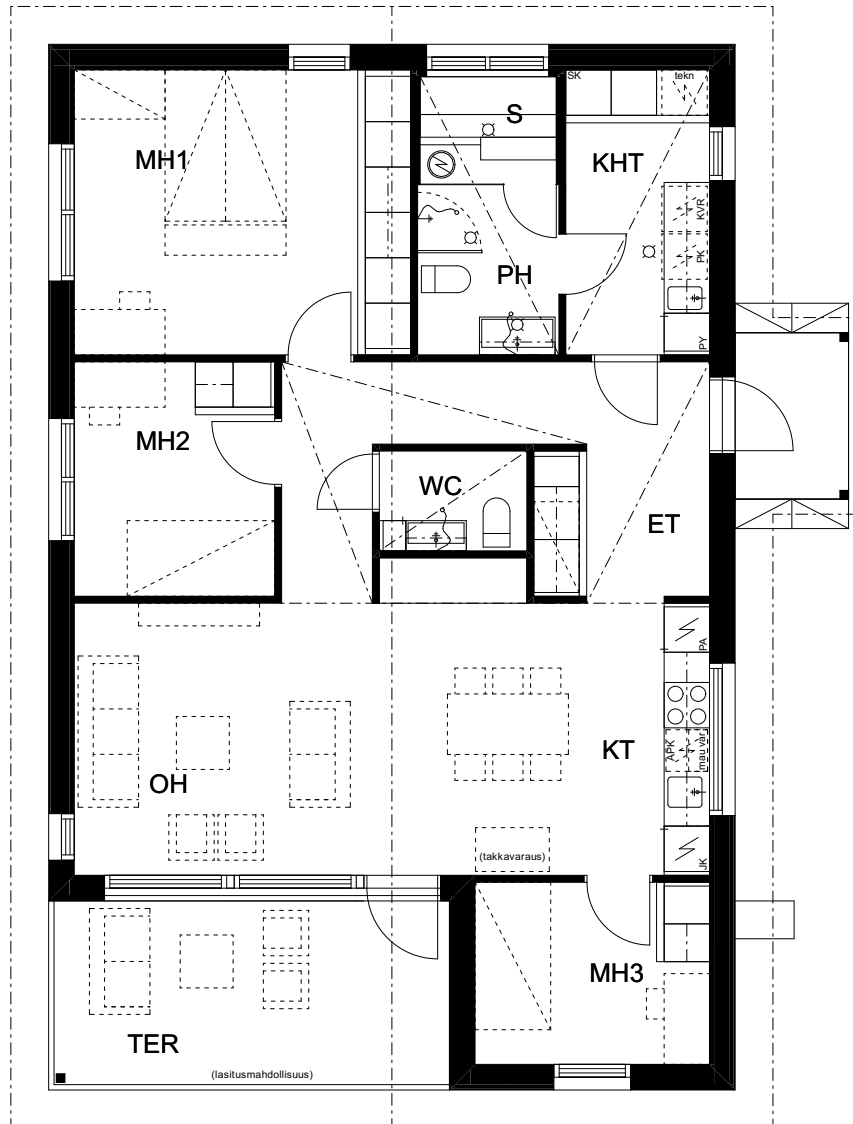 SK
tekn
S
MH1
KHT
KVR
PK
PH
PY
MH2
WC
ET
PA
KT
APK
mau var.
OH
(takkavaraus)
JK
MH3
TER
(lasitusmahdollisuus)